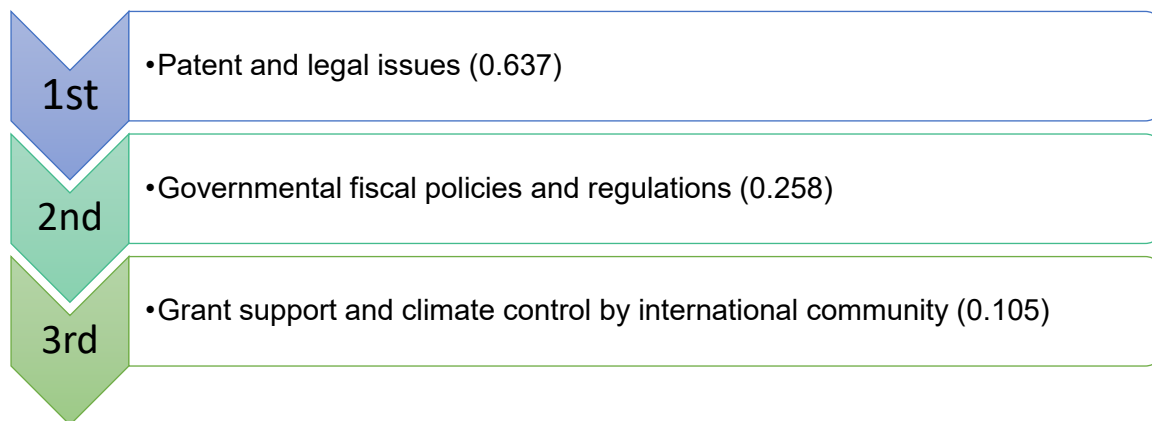 1st
•Patent and legal issues (0.637)
2nd
•Governmental fiscal policies and regulations (0.258)
3rd
•Grant support and climate control by international community (0.105)